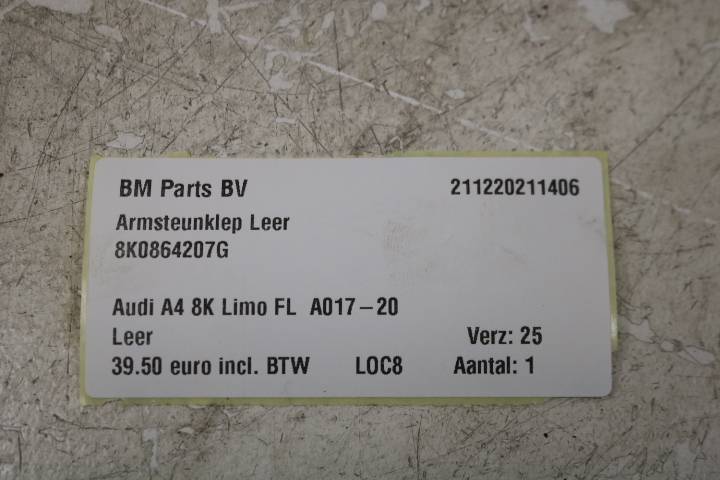 BM Parts BV 211220211406
Armsteunklep Leer
8K0864207G
Audi A4 8K Limo FL A017-20
Leer Verz: 25
39.50 euro incl. BTW LOC8 Aantal: 1